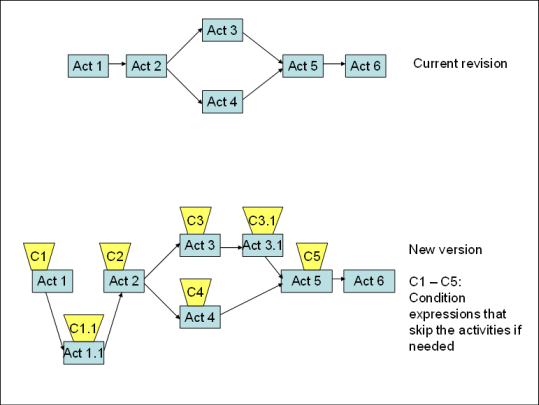 Act 3
Act 1
Act 2
Act 5
Act 6
Current revision
Act 4
C3
C3.1
Act 3
Act 3.1
C1
C2
C5
New version
Act 1
Act 2
Act 5
Act 6
C4
C1 – C5:
Condition
expressions that
skip the activities if
needed
Act 4
C1.1
Act 1.1